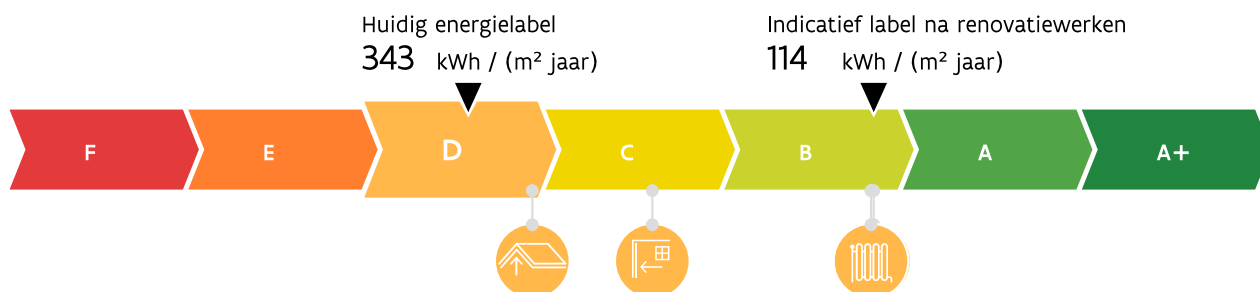 Huidig energielabel
343 kWh / (m² jaar)
Indicatief label na renovatiewerken
114 kWh / (m² jaar)
F
E
D
C
B
A
A+